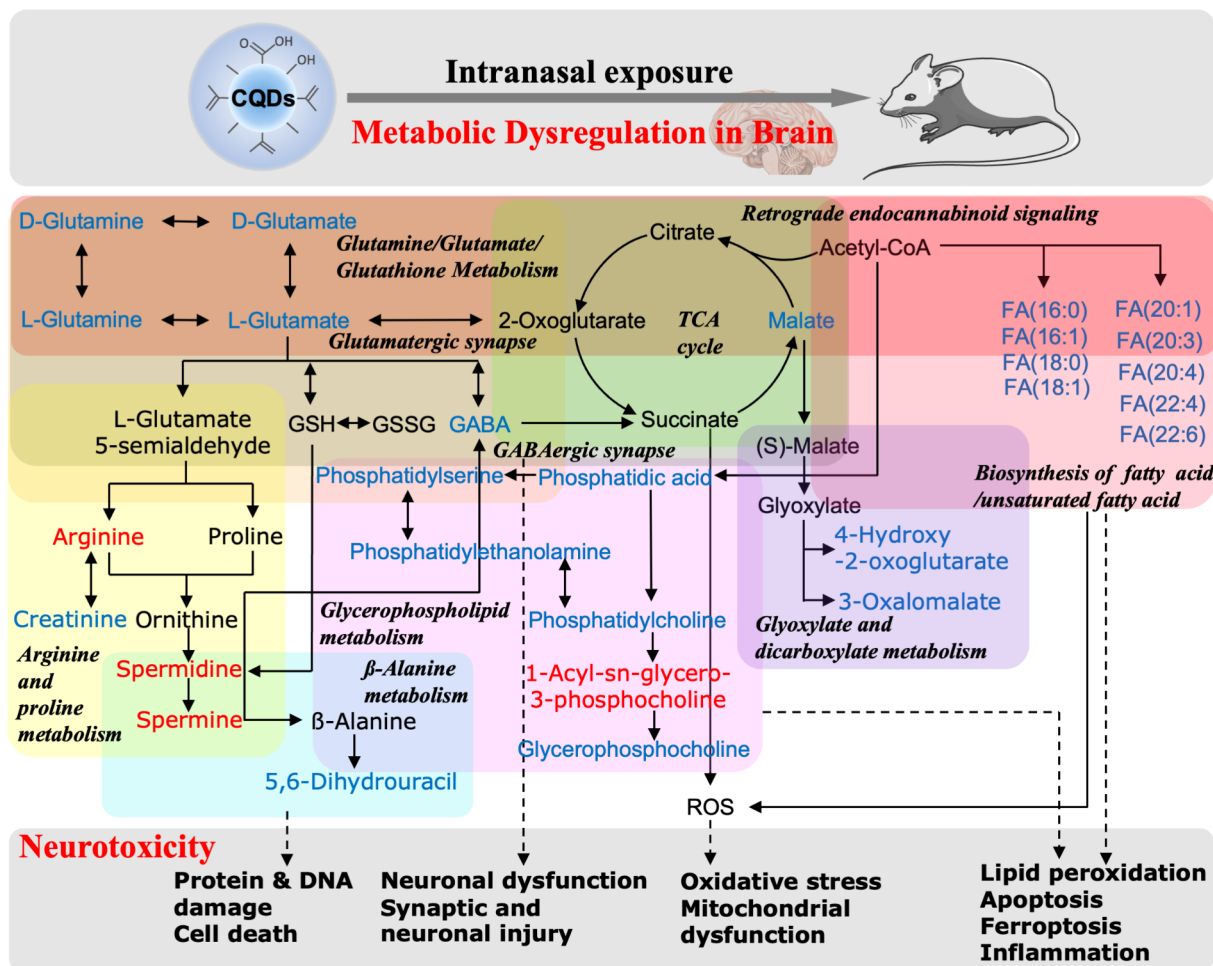 O
OH
OH
CQDs
Intranasal exposure
Metabolic Dysregulation in Brain
D-Glutamine
D-Glutamate
Glutamine/Glutamate/
Glutathione Metabolism
L-Glutamine
L-Glutamate
Glutamatergic synapse
Citrate
2-Oxoglutarate
TCA
cycle
Malate
Succinate
Retrograde endocannabinoid signaling
Acetyl-CoA
FA(16:0)
FA(16:1)
FA(18:0)
FA(18:1)
FA(20:1)
FA(20:3)
FA(20:4)
FA(22:4)
FA(22:6)
Biosynthesis of fatty acid
/unsaturated fatty acid
L-Glutamate
5-semialdehyde
GSH
GSSG
GABA
GABAergic synapse
(S)-Malate
Glyoxylate
4-Hydroxy
-2-oxoglutarate
3-Oxalomalate
Glyoxylate and
dicarboxylate metabolism
Phosphatidylserine
Phosphatidic acid
Phosphatidylethanolamine
Phosphatidylcholine
Glycerophospholipid
metabolism
1-Acyl-sn-glycero-
3-phosphocholine
Glycerophosphocholine
Arginine
Proline
Creatinine
Ornithine
Arginine
and
proline
metabolism
Spermidine
Spermine
ß-Alanine
metabolism
ß-Alanine
5,6-Dihydrouracil
ROS
Neurotoxicity
Protein & DNA
damage
Cell death
Neuronal dysfunction
Synaptic and
neuronal injury
Oxidative stress
Mitochondrial
dysfunction
Lipid peroxidation
Apoptosis
Ferroptosis
Inflammation